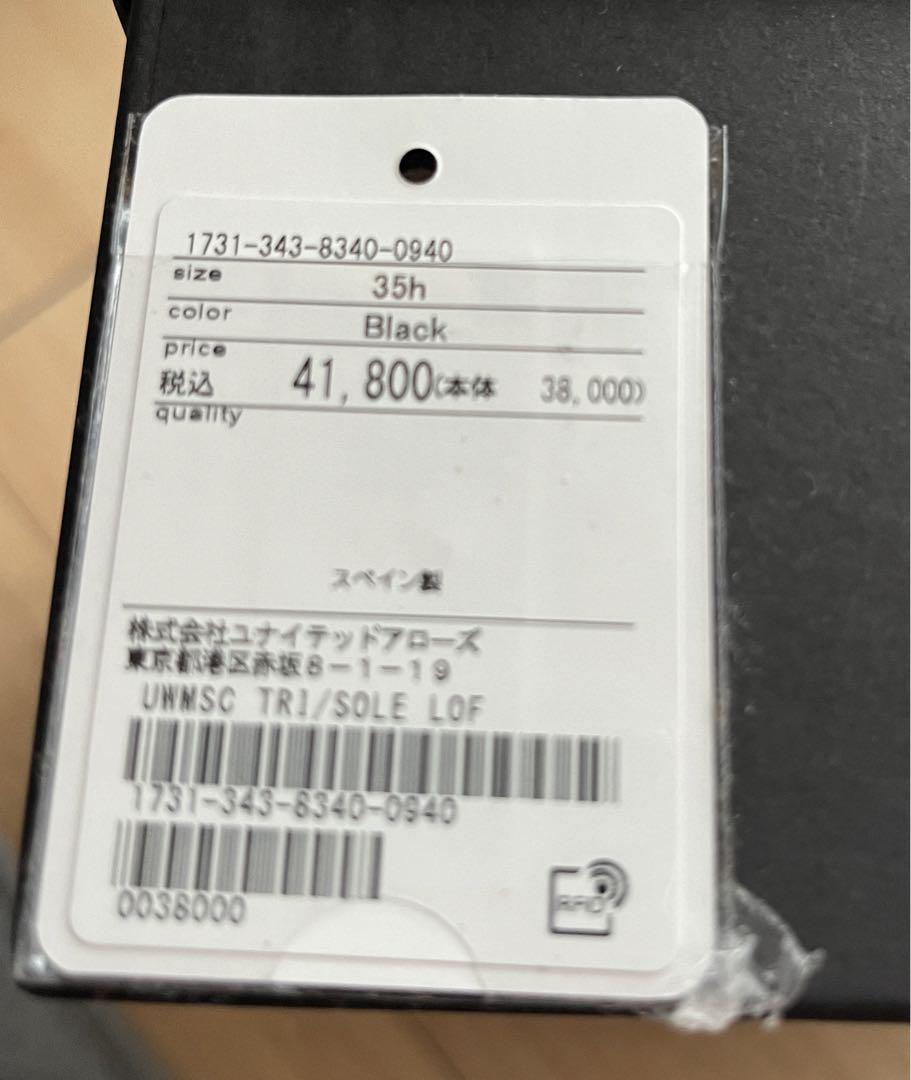 1731-343-8340-0940
size 35h
color Black
price
税込 41,800(本体 38,000)
quality
スペイン製
株式会社ユナイテッドアローズ
東京都港区赤坂8-1-19
UWMSC TRI/SOLE LOF
1731-343-8340-0940
0038000
RFID